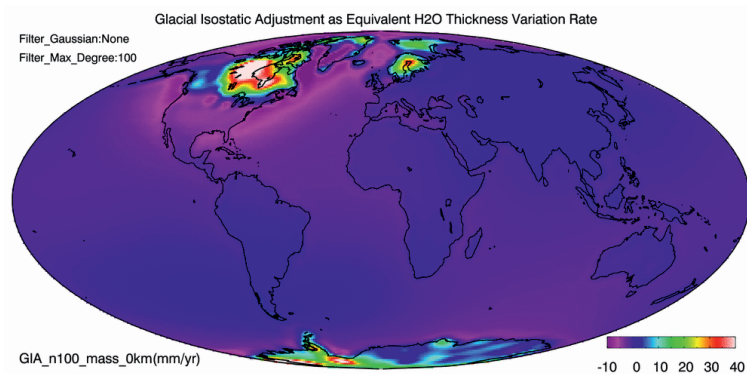 Glacial Isostatic Adjustment as Equivalent H2O Thickness Variation Rate
Filter_Gaussian:None
Filter_Max_Degree:100
GIA_n100_mass_0km(mm/yr)
-10 0 10 20 30 40